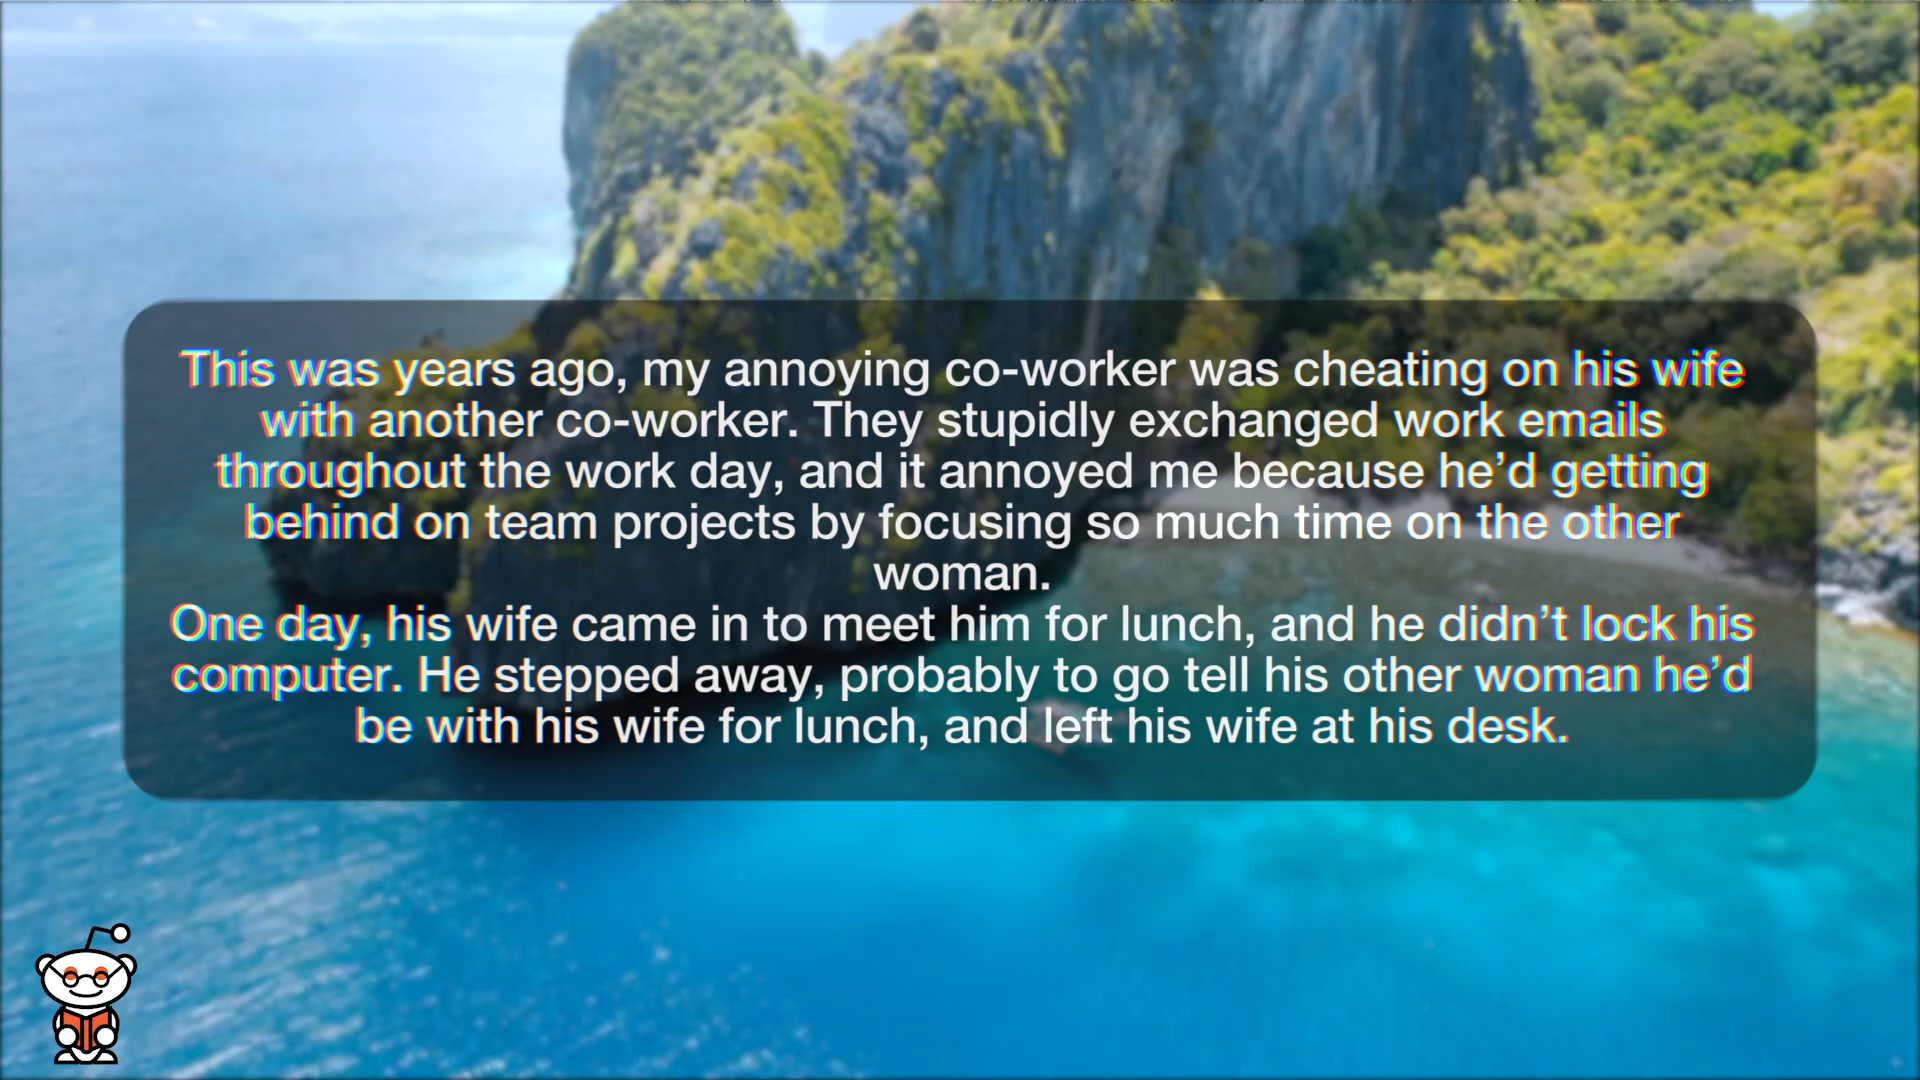 This was years ago, my annoying co-worker was cheating on his wife
with another co-worker. They stupidly exchanged work emails
throughout the work day, and it annoyed me because he’d getting
behind on team projects by focusing so much time on the other
woman.
One day, his wife came in to meet him for lunch, and he didn’t lock his
computer. He stepped away, probably to go tell his other woman he’d
be with his wife for lunch, and left his wife at his desk.